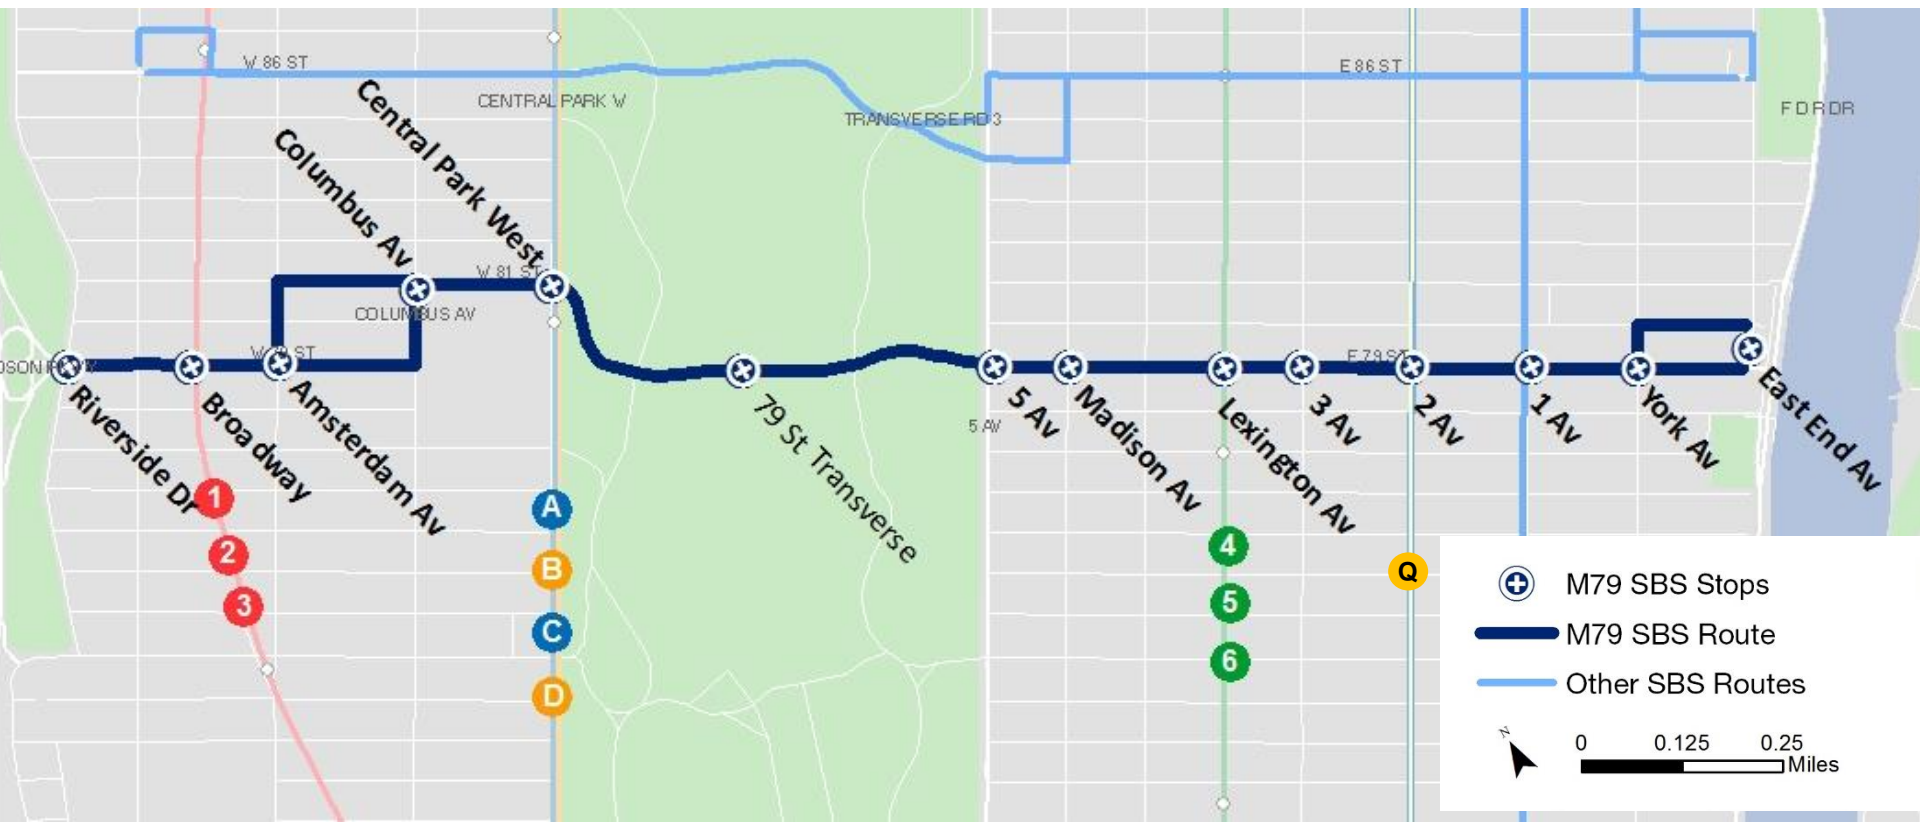 W 86 ST
E 86 ST
CENTRAL PARK W
TRANSVERSE RD 3
F D R DR
Central Park West
Columbus Av
W 81 ST
COLUMBUS AV
ST
E 79 ST
Riverside Dr
Broadway
Amsterdam Av
79 St Transverse
5 Av
5 AV
Madison Av
Lexington Av
3 Av
2 Av
1 Av
York Av
East End Av
1
2
3
A
B
C
D
4
5
6
Q
M79 SBS Stops
M79 SBS Route
Other SBS Routes
N
0 0.125 0.25
Miles